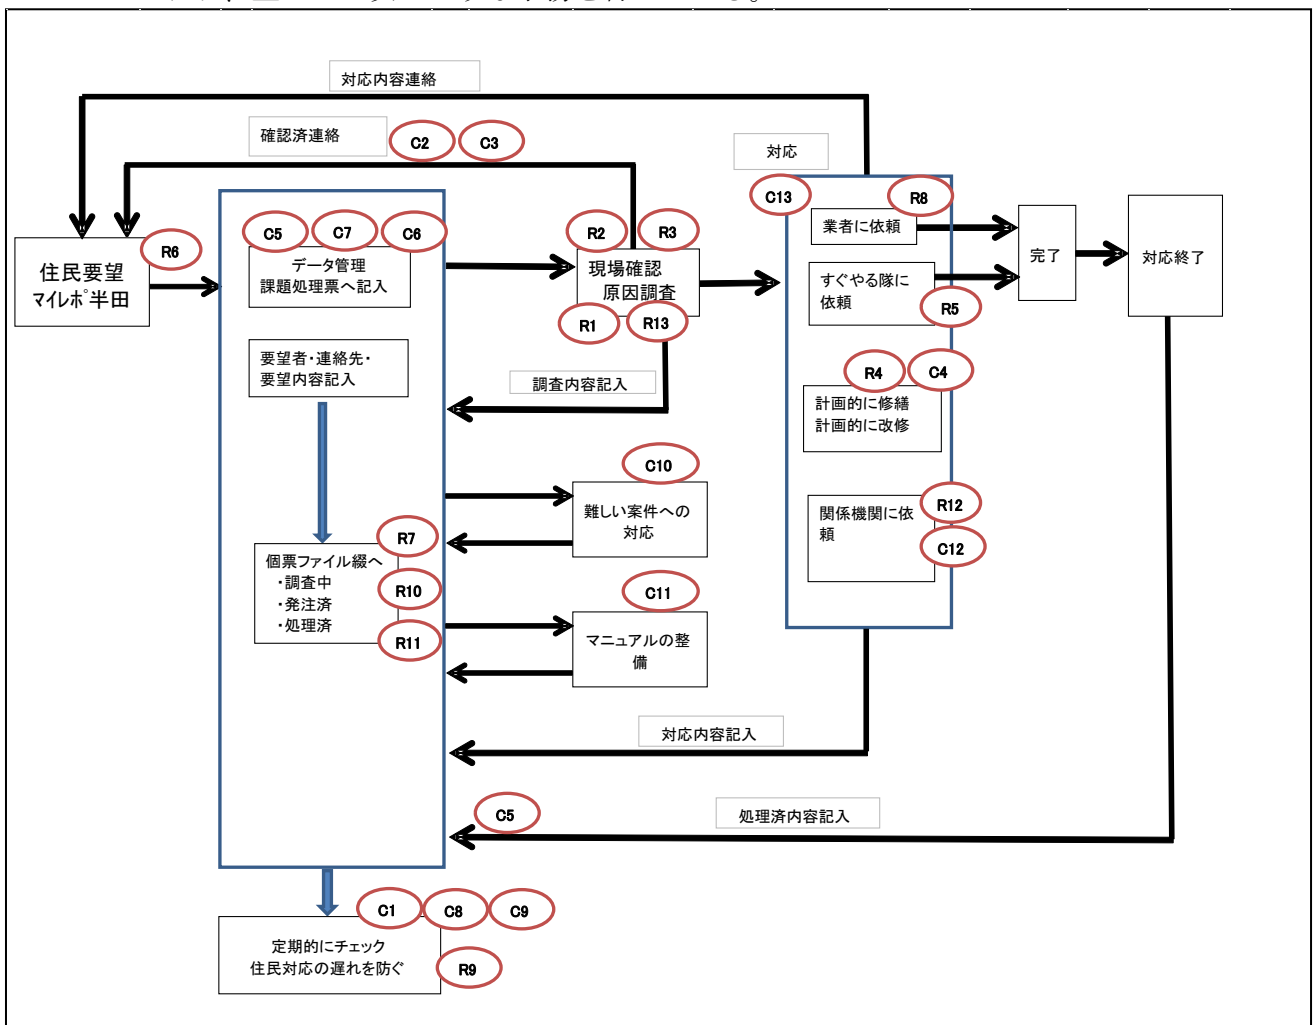 対応内容連絡
確認済連絡
C2
C3
対応
C13
R8
業者に依頼
すぐやる隊に
依頼
R5
R4
C4
計画的に修繕
計画的に改修
関係機関に依
頼
R12
C12
完了
対応終了
R6
住民要望
マイレポ半田
C5
C7
C6
データ管理
課題処理票へ記入
R2
R3
現場確認
原因調査
R1
R13
要望者・連絡先・
要望内容記入
調査内容記入
C10
難しい案件への
対応
R7
個票ファイル綴へ
・調査中
・発注済
・処理済
R10
R11
C11
マニュアルの整
備
対応内容記入
C5
処理済内容記入
C1
C8
C9
定期的にチェック
住民対応の遅れを防ぐ
R9